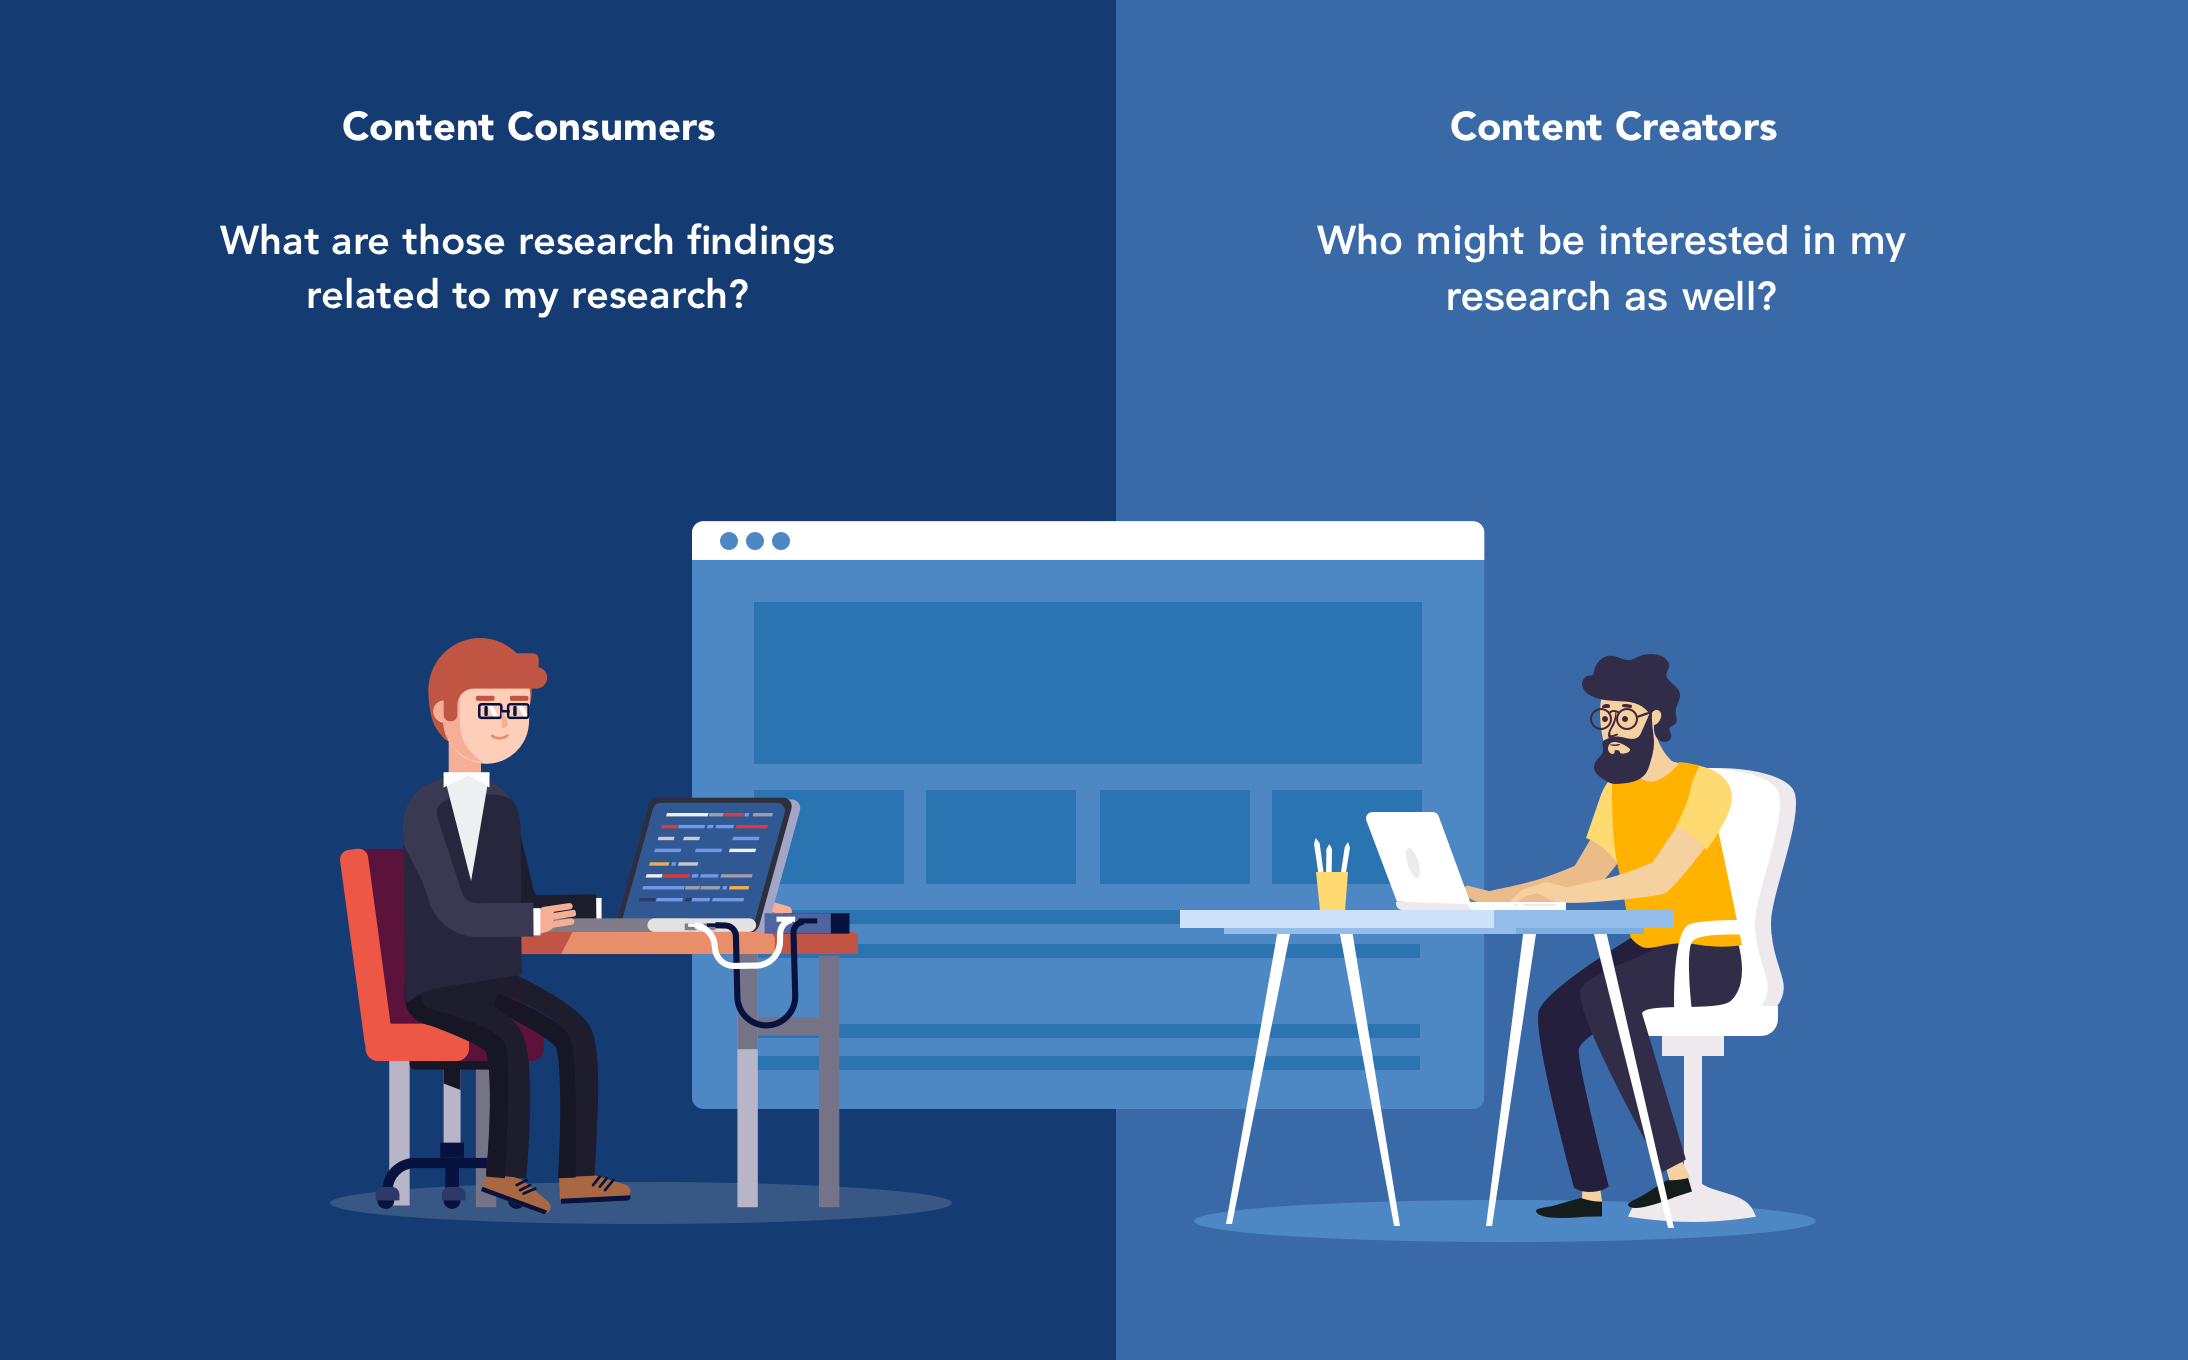 Content Consumers
What are those research findings
related to my research?
Content Creators
Who might be interested in my
research as well?